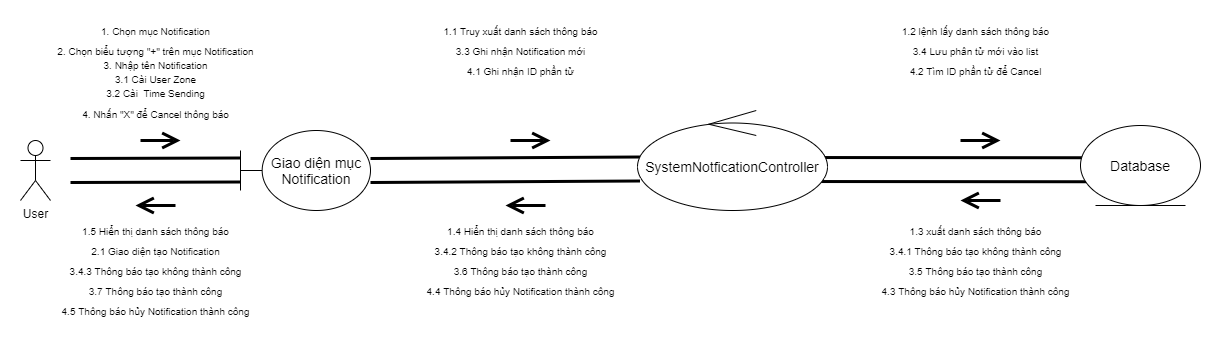 1. Chọn mục Notification
2. Chọn biểu tượng "+" trên mục Notification
3. Nhập tên Notification
3.1 Cài User Zone
3.2 Cài Time Sending
4. Nhấn "X" để Cancel thông báo
1.1 Truy xuất danh sách thông báo
3.3 Ghi nhận Notification mới
4.1 Ghi nhận ID phần tử
1.2 lệnh lấy danh sách thông báo
3.4 Lưu phần tử mới vào list
4.2 Tìm ID phần tử để Cancel
User
Giao diện mục
Notification
SystemNotficationController
Database
1.5 Hiển thị danh sách thông báo
2.1 Giao diện tạo Notification
3.4.3 Thông báo tạo không thành công
3.7 Thông báo tạo thành công
4.5 Thông báo hủy Notification thành công
1.4 Hiển thị danh sách thông báo
3.4.2 Thông báo tạo không thành công
3.6 Thông báo tạo thành công
4.4 Thông báo hủy Notification thành công
1.3 xuất danh sách thông báo
3.4.1 Thông báo tạo không thành công
3.5 Thông báo tạo thành công
4.3 Thông báo hủy Notification thành công